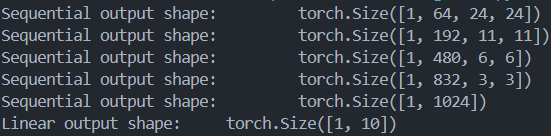 Sequential output shape: torch.Size([1, 64, 24, 24])
Sequential output shape: torch.Size([1, 192, 11, 11])
Sequential output shape: torch.Size([1, 480, 6, 6])
Sequential output shape: torch.Size([1, 832, 3, 3])
Sequential output shape: torch.Size([1, 1024])
Linear output shape: torch.Size([1, 10])